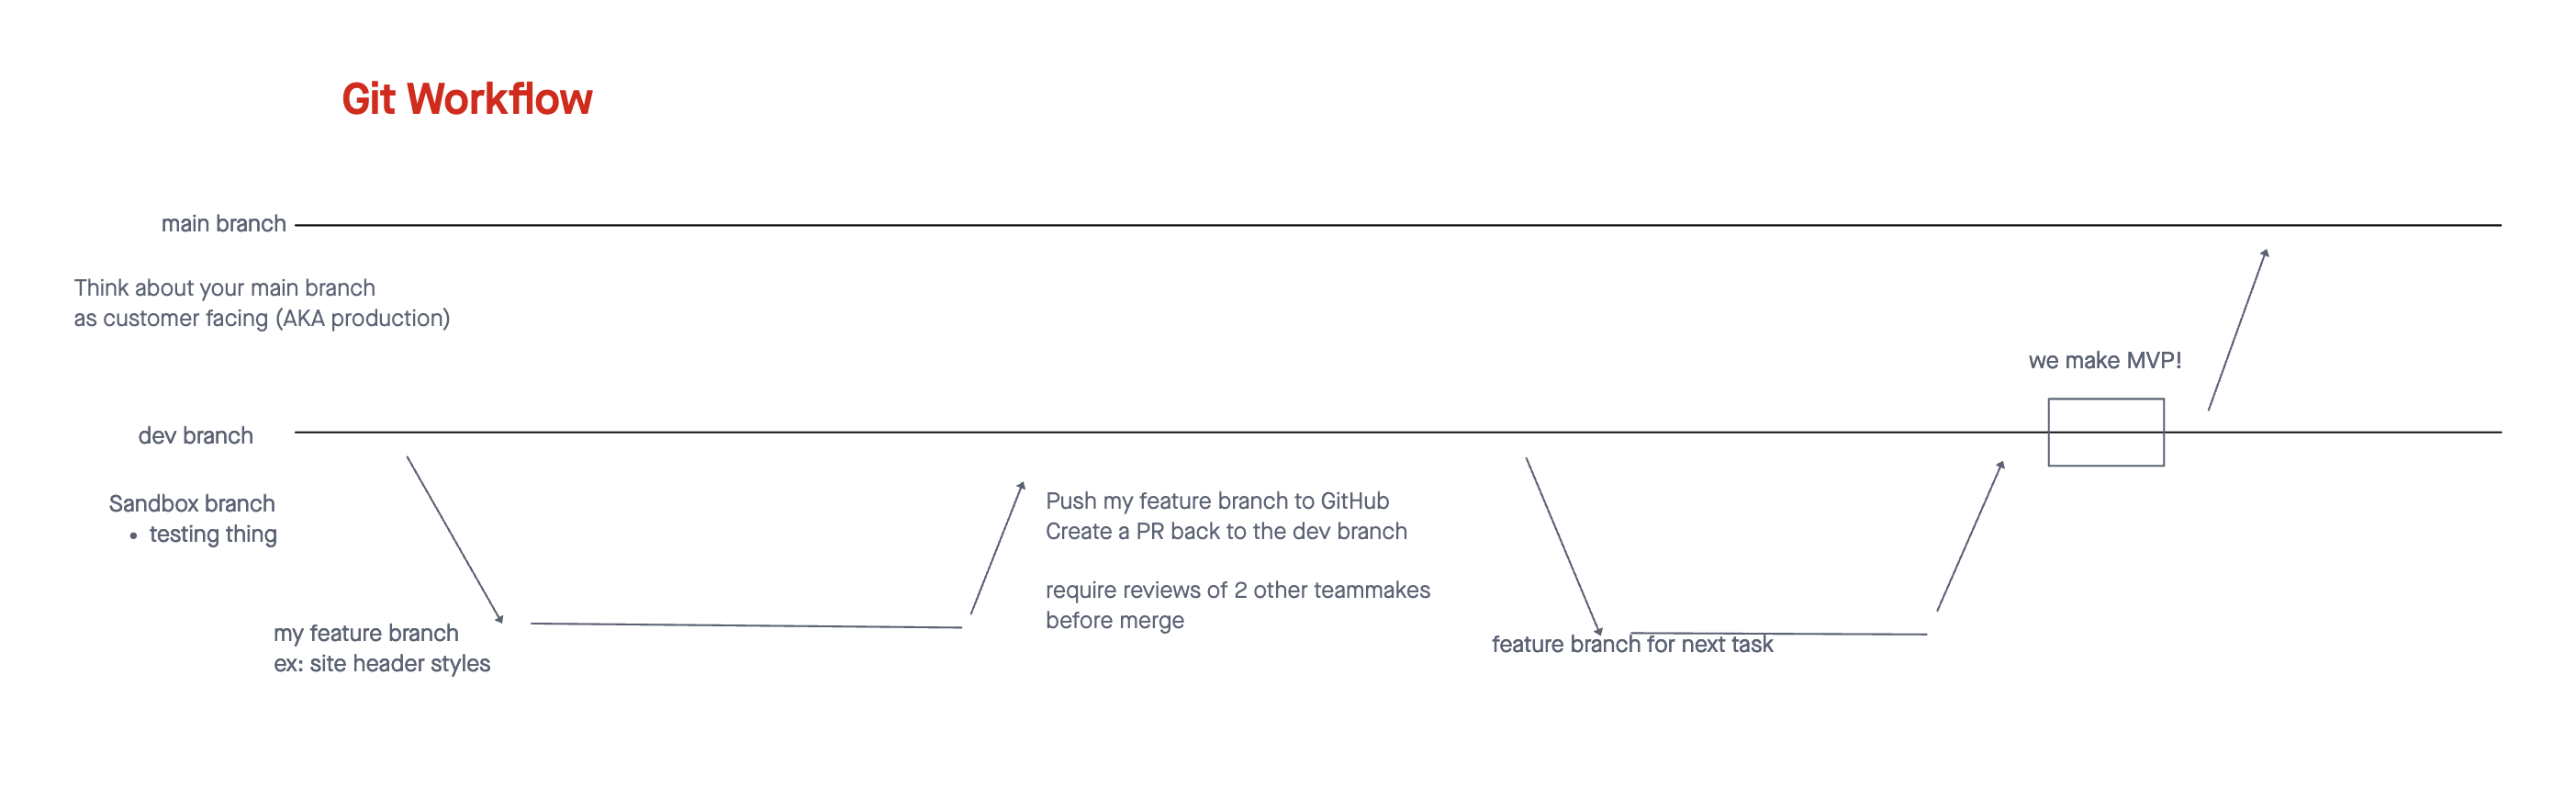 Git Workflow
main branch
Think about your main branch
as customer facing (AKA production)
we make MVP!
dev branch
Sandbox branch
• testing thing
my feature branch
ex: site header styles
Push my feature branch to GitHub
Create a PR back to the dev branch
require reviews of 2 other teammakes
before merge
feature branch for next task